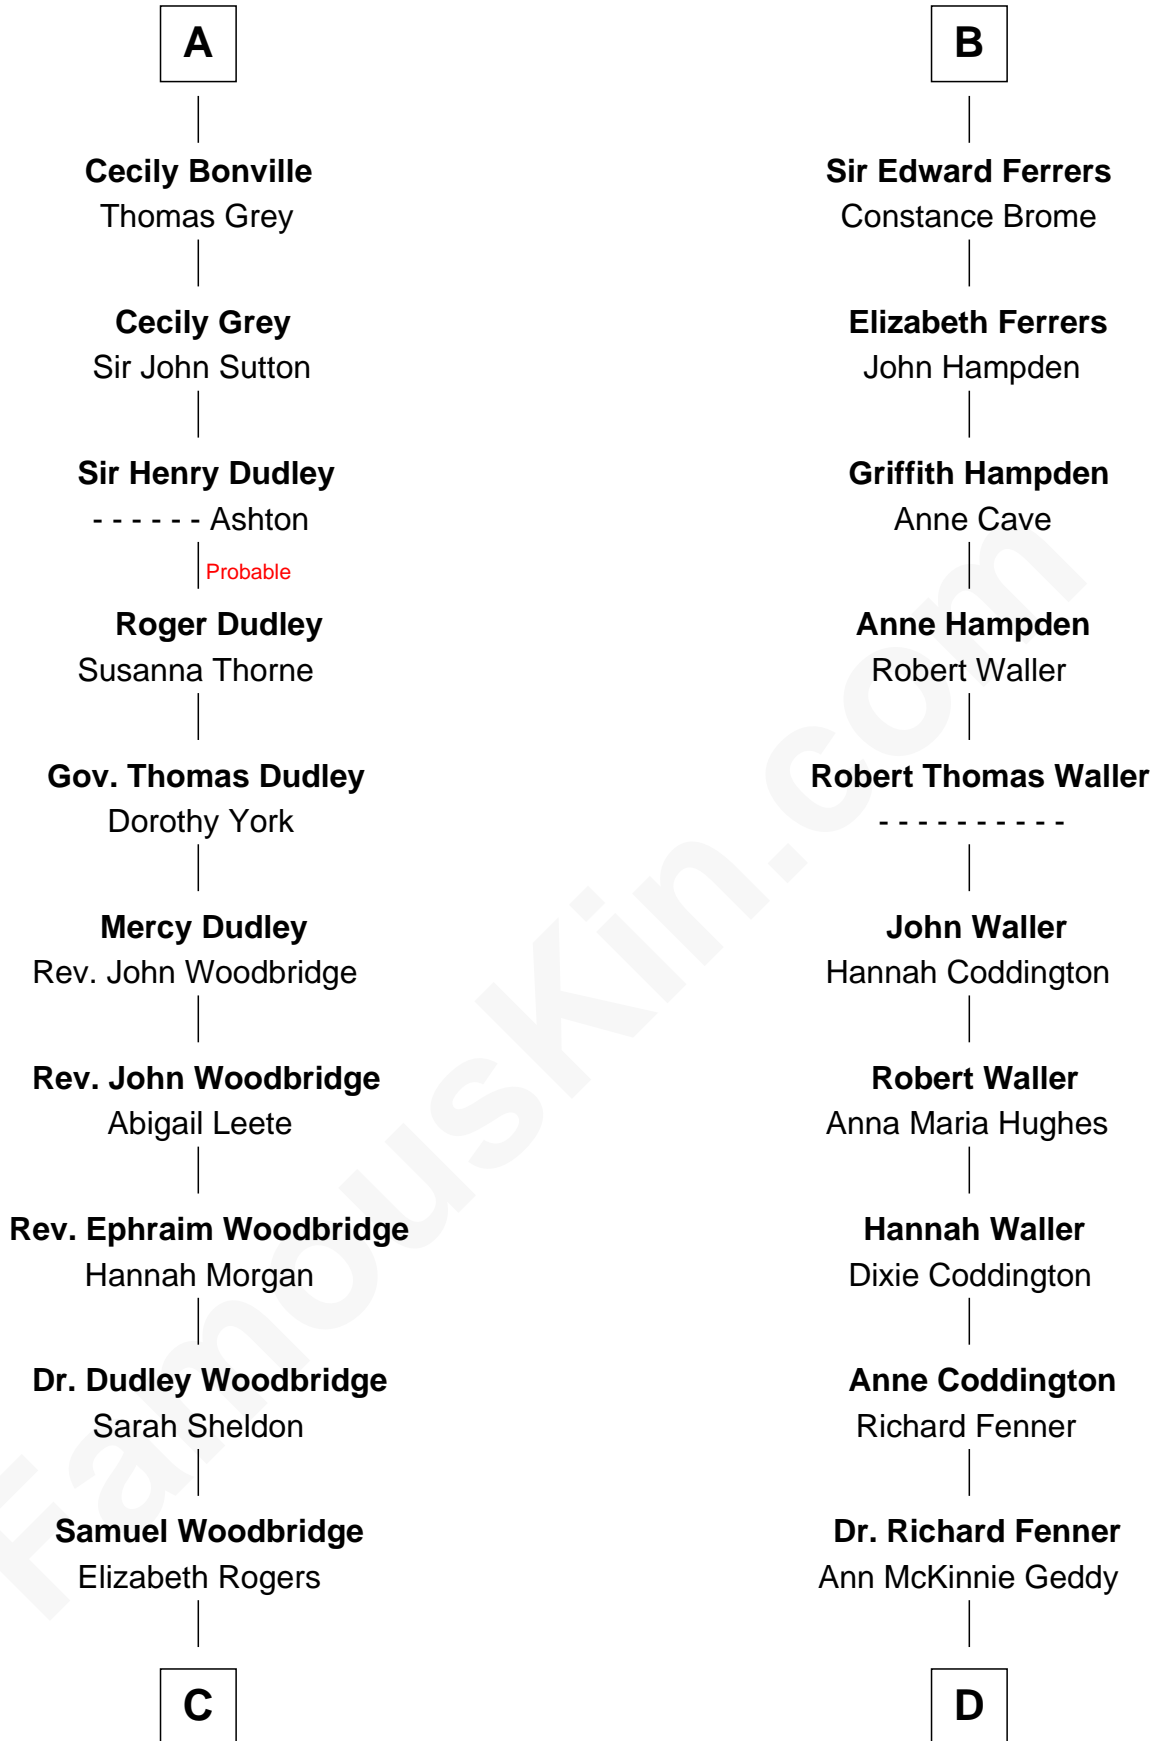 A
Cecily Bonville
Thomas Grey
Cecily Grey
Sir John Sutton
Sir Henry Dudley
- - - - - - Ashton
Probable
Roger Dudley
Susanna Thorne
Gov. Thomas Dudley
Dorothy York
Mercy Dudley
Rev. John Woodbridge
Rev. John Woodbridge
Abigail Leete
Rev. Ephraim Woodbridge
Hannah Morgan
Dr. Dudley Woodbridge
Sarah Sheldon
Samuel Woodbridge
Elizabeth Rogers
C
B
Sir Edward Ferrers
Constance Brome
Elizabeth Ferrers
John Hampden
Griffith Hampden
Anne Cave
Anne Hampden
Robert Waller
Robert Thomas Waller
- - - - - - - - - -
John Waller
Hannah Coddington
Robert Waller
Anna Maria Hughes
Hannah Waller
Dixie Coddington
Anne Coddington
Richard Fenner
Dr. Richard Fenner
Ann McKinnie Geddy
D
FamousKin.com